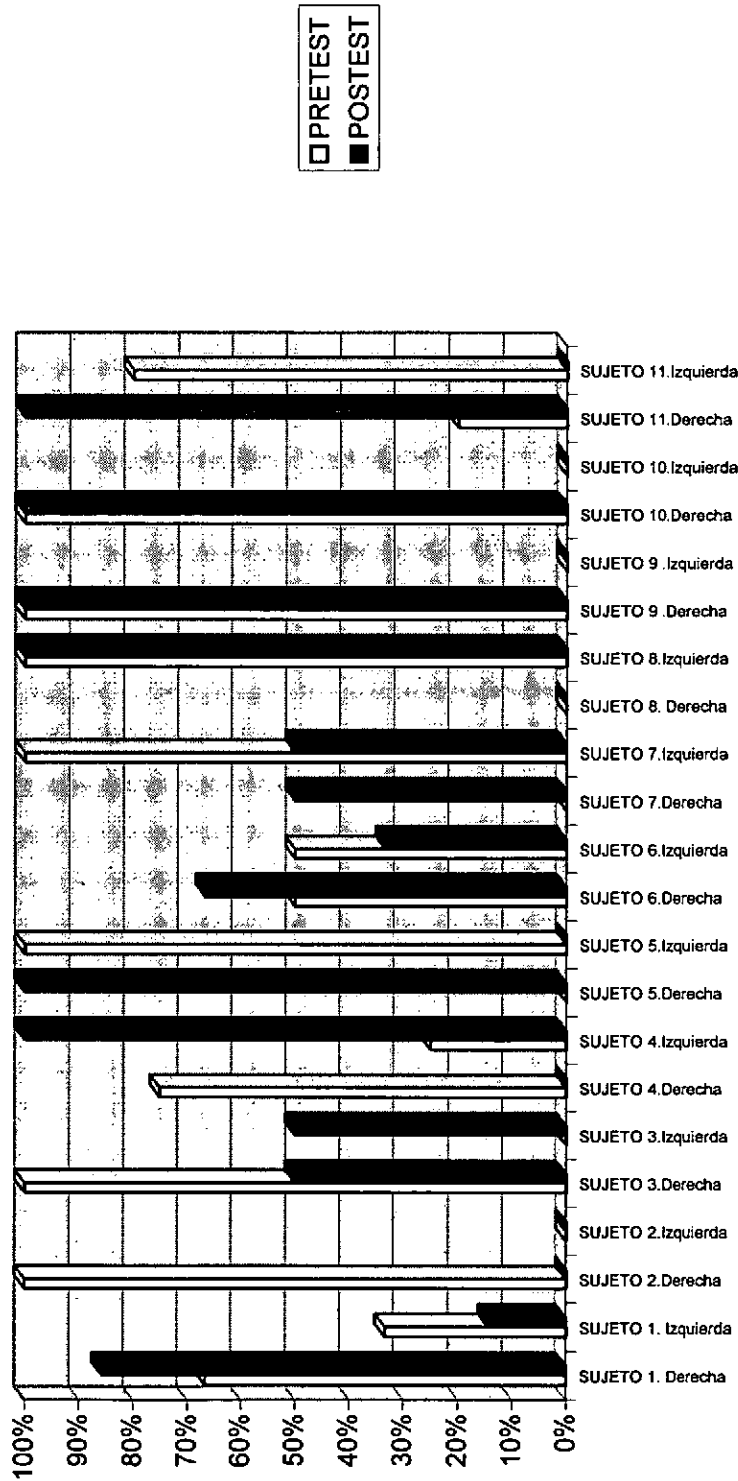 PRETEST
POSTEST
100%
90%
80%
70%
60%
50%
40%
30%
20%
10%
0%
SUJETO 1. Derecha
SUJETO 1. Izquierda
SUJETO 2.Derecha
SUJETO 2.Izquierda
SUJETO 3.Derecha
SUJETO 3.Izquierda
SUJETO 4.Derecha
SUJETO 4.Izquierda
SUJETO 5.Derecha
SUJETO 5.Izquierda
SUJETO 6.Derecha
SUJETO 6.Izquierda
SUJETO 7.Derecha
SUJETO 7.Izquierda
SUJETO 8. Derecha
SUJETO 8.Izquierda
SUJETO 9 .Derecha
SUJETO 9 .Izquierda
SUJETO 10.Derecha
SUJETO 10.Izquierda
SUJETO 11.Derecha
SUJETO 11.Izquierda